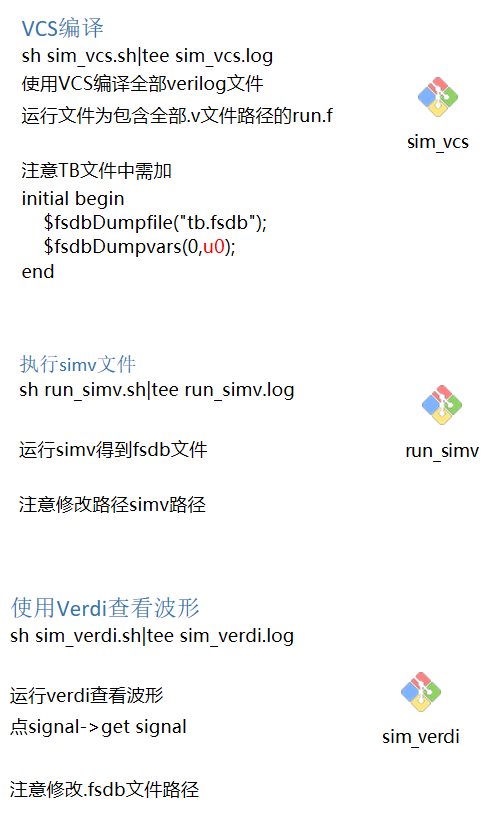 VCS编译
sh sim_vcs.sh|tee sim_vcs.log
使用VCS编译全部verilog文件
运行文件为包含全部.v文件路径的run.f
sim_vcs
注意TB文件中需加
initial begin
$fsdbDumpfile("tb.fsdb");
$fsdbDumpvars(0,u0);
end
执行simv文件
sh run_simv.sh|tee run_simv.log
运行simv得到fsdb文件
run_simv
注意修改路径simv路径
使用Verdi查看波形
sh sim_verdi.sh|tee sim_verdi.log
运行verdi查看波形
点signal->get signal
sim_verdi
注意修改.fsdb文件路径